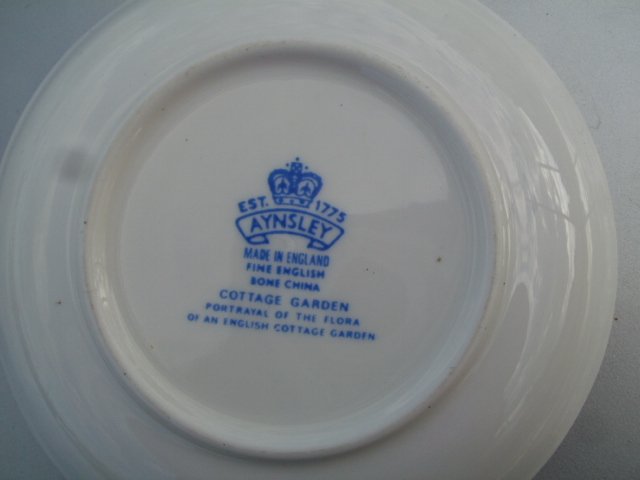 EST. 1775
AYNSLEY
MADE IN ENGLAND
FINE ENGLISH
BONE CHINA
COTTAGE GARDEN
PORTRAYAL OF THE FLORA
OF AN ENGLISH COTTAGE GARDEN